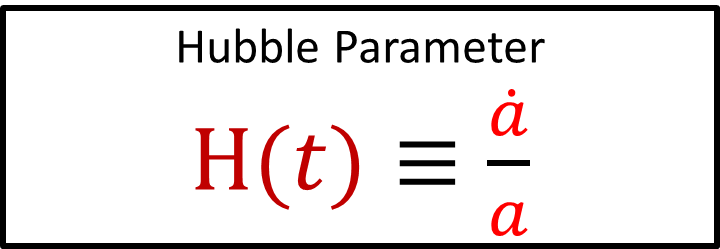 Hubble Parameter
H(t) ≡ ȧ/a